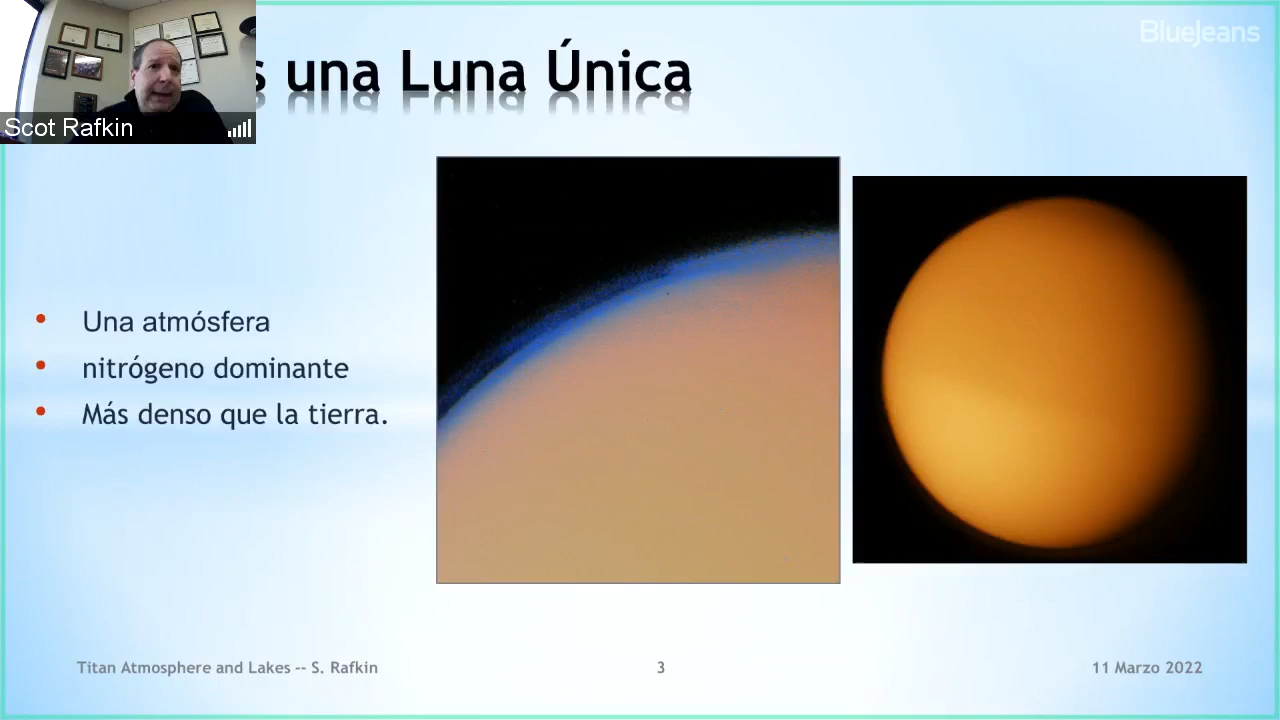 BlueJeans
s una Luna Única
Scot Rafkin
• Una atmósfera
• nitrógeno dominante
• Más denso que la tierra.
Titan Atmosphere and Lakes -- S. Rafkin
3
11 Marzo 2022